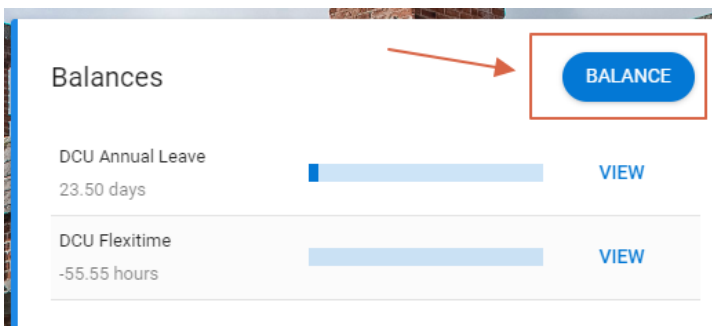 Balances
BALANCE
DCU Annual Leave
23.50 days
VIEW
DCU Flexitime
-55.55 hours
VIEW